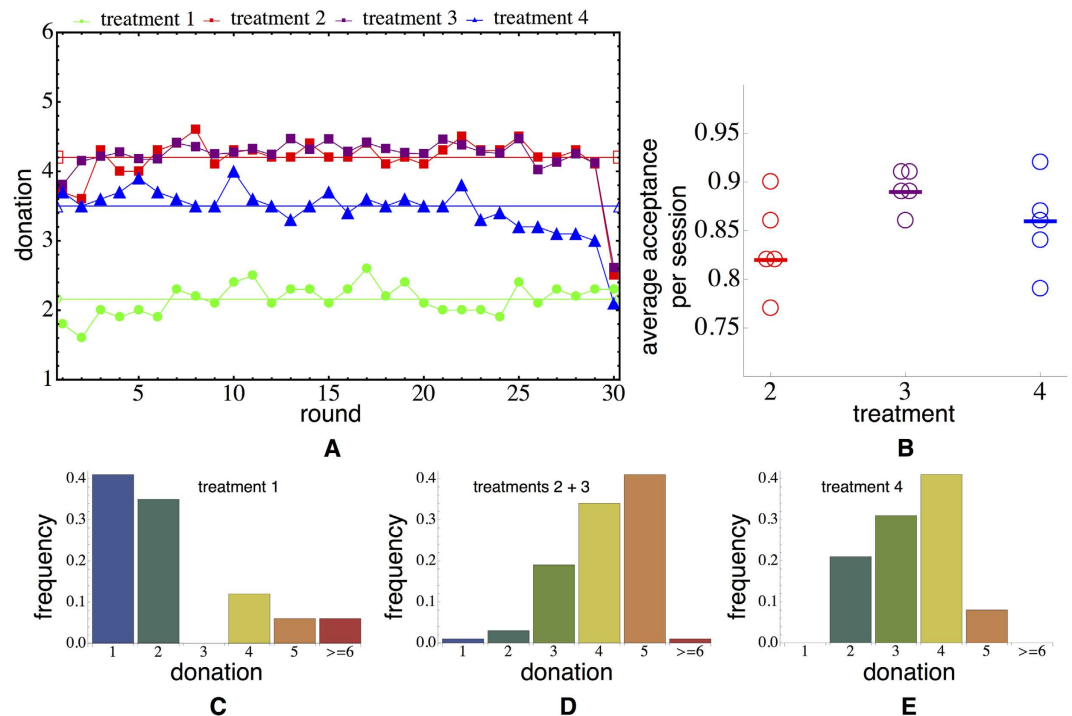 treatment 1 treatment 2 treatment 3 treatment 4
6
5
4
3
2
1
donation
5 10 15 20 25 30
round
A
0.95
0.9
0.85
0.8
0.75
average acceptance
per session
2 3 4
treatment
B
treatment 1
0.4
0.3
0.2
0.1
0.0
frequency
1 2 3 4 5 >=6
donation
C
treatments 2 + 3
0.4
0.3
0.2
0.1
0.0
frequency
1 2 3 4 5 >=6
donation
D
treatment 4
0.4
0.3
0.2
0.1
0.0
frequency
1 2 3 4 5 >=6
donation
E